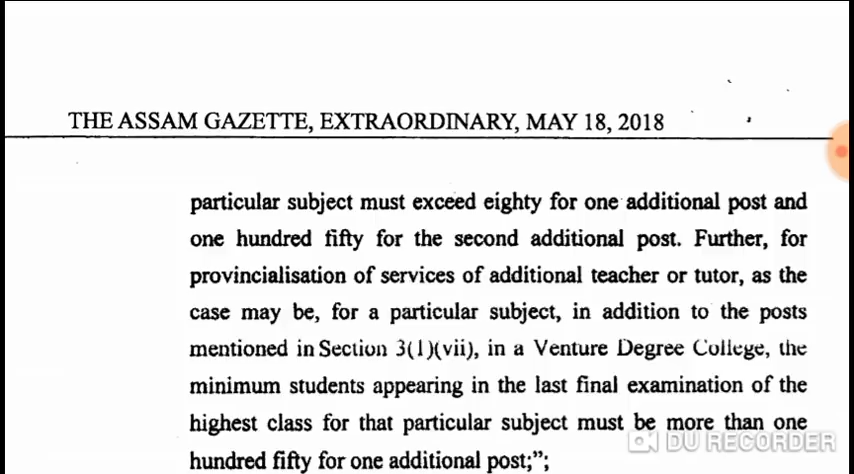 THE ASSAM GAZETTE, EXTRAORDINARY, MAY 18, 2018
particular subject must exceed eighty for one additional post and
one hundred fifty for the second additional post. Further, for
provincialisation of services of additional teacher or tutor, as the
case may be, for a particular subject, in addition to the posts
mentioned in Section 3(1)(vii), in a Venture Degree College, the
minimum students appearing in the last final examination of the
highest class for that particular subject must be more than one
hundred fifty for one additional post;";
DU RECORDER